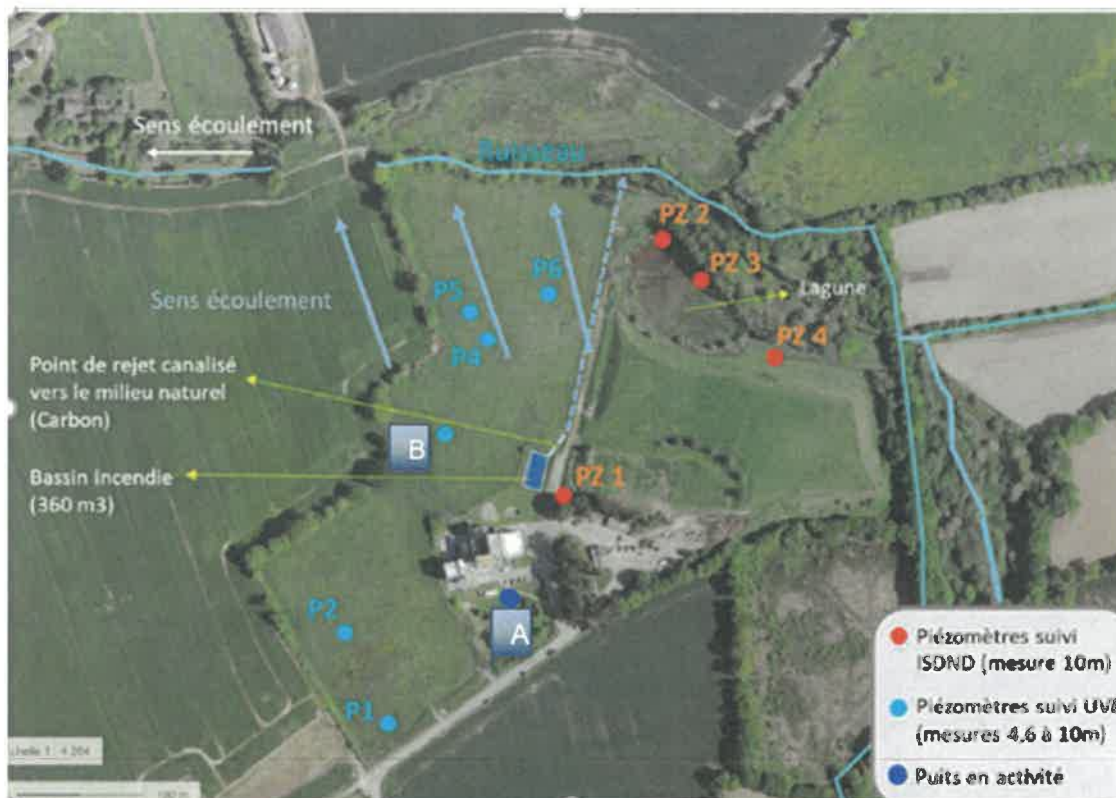 Sens écoulement
Ruisseau
PZ 2
PZ 3
P6
P5
Sens écoulement
Lagune
P4
PZ 4
Point de rejet canalisé
vers le milieu naturel
(Carbon)
B
Bassin Incendie
(360 m3)
PZ 1
P2
A
P1
Piézomètres suivi
ISDND (mesure 10m)
Piézomètres suivi
(mesures 4,6 à 10m)
Puits en activité